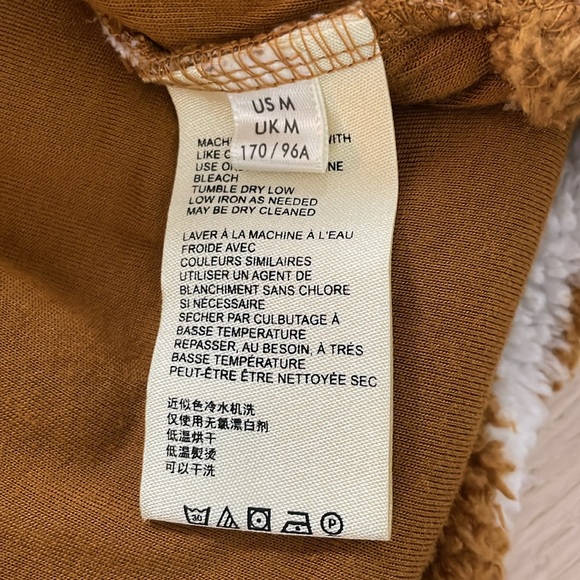 US M
UK M
170 / 96A
MACH WITH
LIKE
USE NE
BLEACH
TUMBLE DRY LOW
LOW IRON AS NEEDED
MAY BE DRY CLEANED
LAVER À LA MACHINE À L'EAU
FROIDE AVEC
COULEURS SIMILAIRES
UTILISER UN AGENT DE
BLANCHIMENT SANS CHLORE
SI NÉCESSAIRE
SECHER PAR CULBUTAGE À
BASSE TEMPERATURE
REPASSER, AU BESOIN, À TRÉS
BASSE TEMPÉRATURE
PEUT-ÊTRE ÊTRE NETTOYÉE SEC
近似色冷水机洗
仅使用无氯漂白剂
低温烘干
低温熨烫
可以干洗
30 P